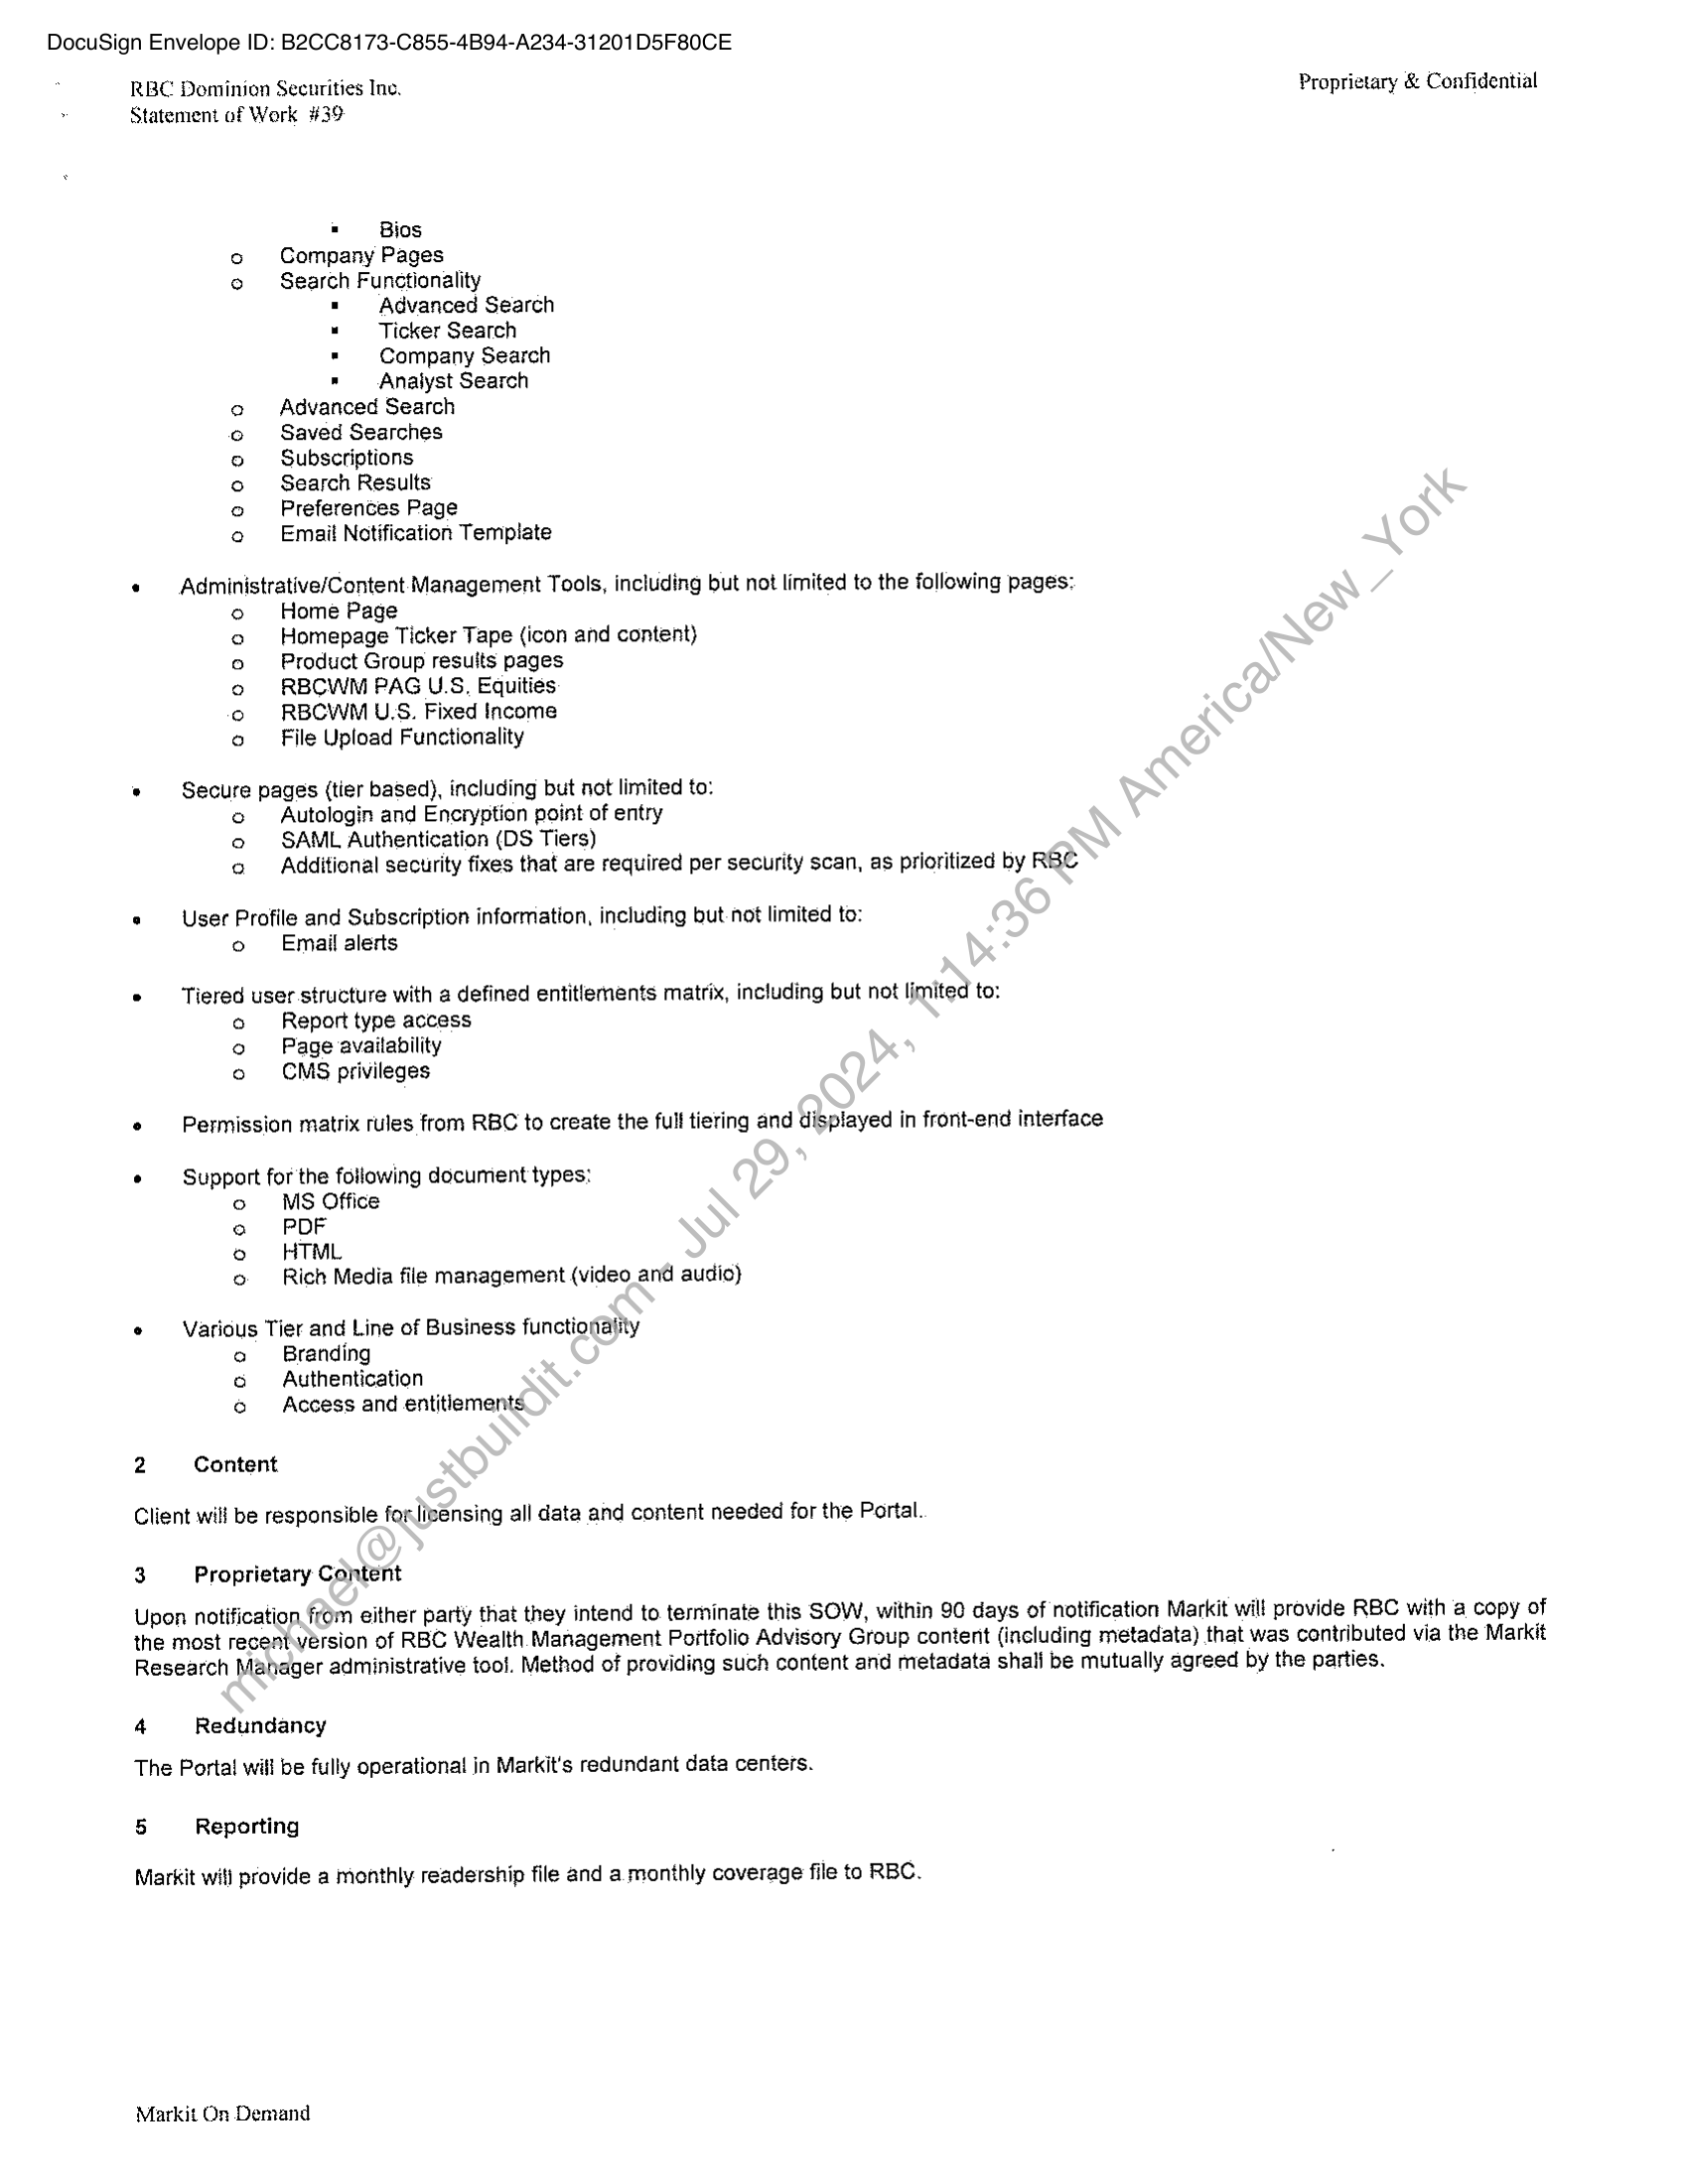 DocuSign Envelope ID: B2CC8173-C855-4B94-A234-31201D5F80CE
RBC Dominion Securities Inc.
Statement of Work #39
Proprietary & Confidential
▪ Bios
o Company Pages
o Search Functionality
▪ Advanced Search
▪ Ticker Search
▪ Company Search
▪ Analyst Search
o Advanced Search
o Saved Searches
o Subscriptions
o Search Results
o Preferences Page
o Email Notification Template
• Administrative/Content Management Tools, including but not limited to the following pages:
o Home Page
o Homepage Ticker Tape (icon and content)
o Product Group results pages
o RBCWM PAG U.S. Equities
o RBCWM U.S. Fixed Income
o File Upload Functionality
• Secure pages (tier based), including but not limited to:
o Autologin and Encryption point of entry
o SAML Authentication (DS Tiers)
o Additional security fixes that are required per security scan, as prioritized by RBC
• User Profile and Subscription information, including but not limited to:
o Email alerts
• Tiered user structure with a defined entitlements matrix, including but not limited to:
o Report type access
o Page availability
o CMS privileges
• Permission matrix rules from RBC to create the full tiering and displayed in front-end interface
• Support for the following document types:
o MS Office
o PDF
o HTML
o Rich Media file management (video and audio)
• Various Tier and Line of Business functionality
o Branding
o Authentication
o Access and entitlements
2 Content
Client will be responsible for licensing all data and content needed for the Portal.
3 Proprietary Content
Upon notification from either party that they intend to terminate this SOW, within 90 days of notification Markit will provide RBC with a copy of
the most recent version of RBC Wealth Management Portfolio Advisory Group content (including metadata) that was contributed via the Markit
Research Manager administrative tool. Method of providing such content and metadata shall be mutually agreed by the parties.
4 Redundancy
The Portal will be fully operational in Markit's redundant data centers.
5 Reporting
Markit will provide a monthly readership file and a monthly coverage file to RBC.
Markit On Demand
michael@justbuildit.com - Jul 29, 2024, 1:14:36 PM America/New_York